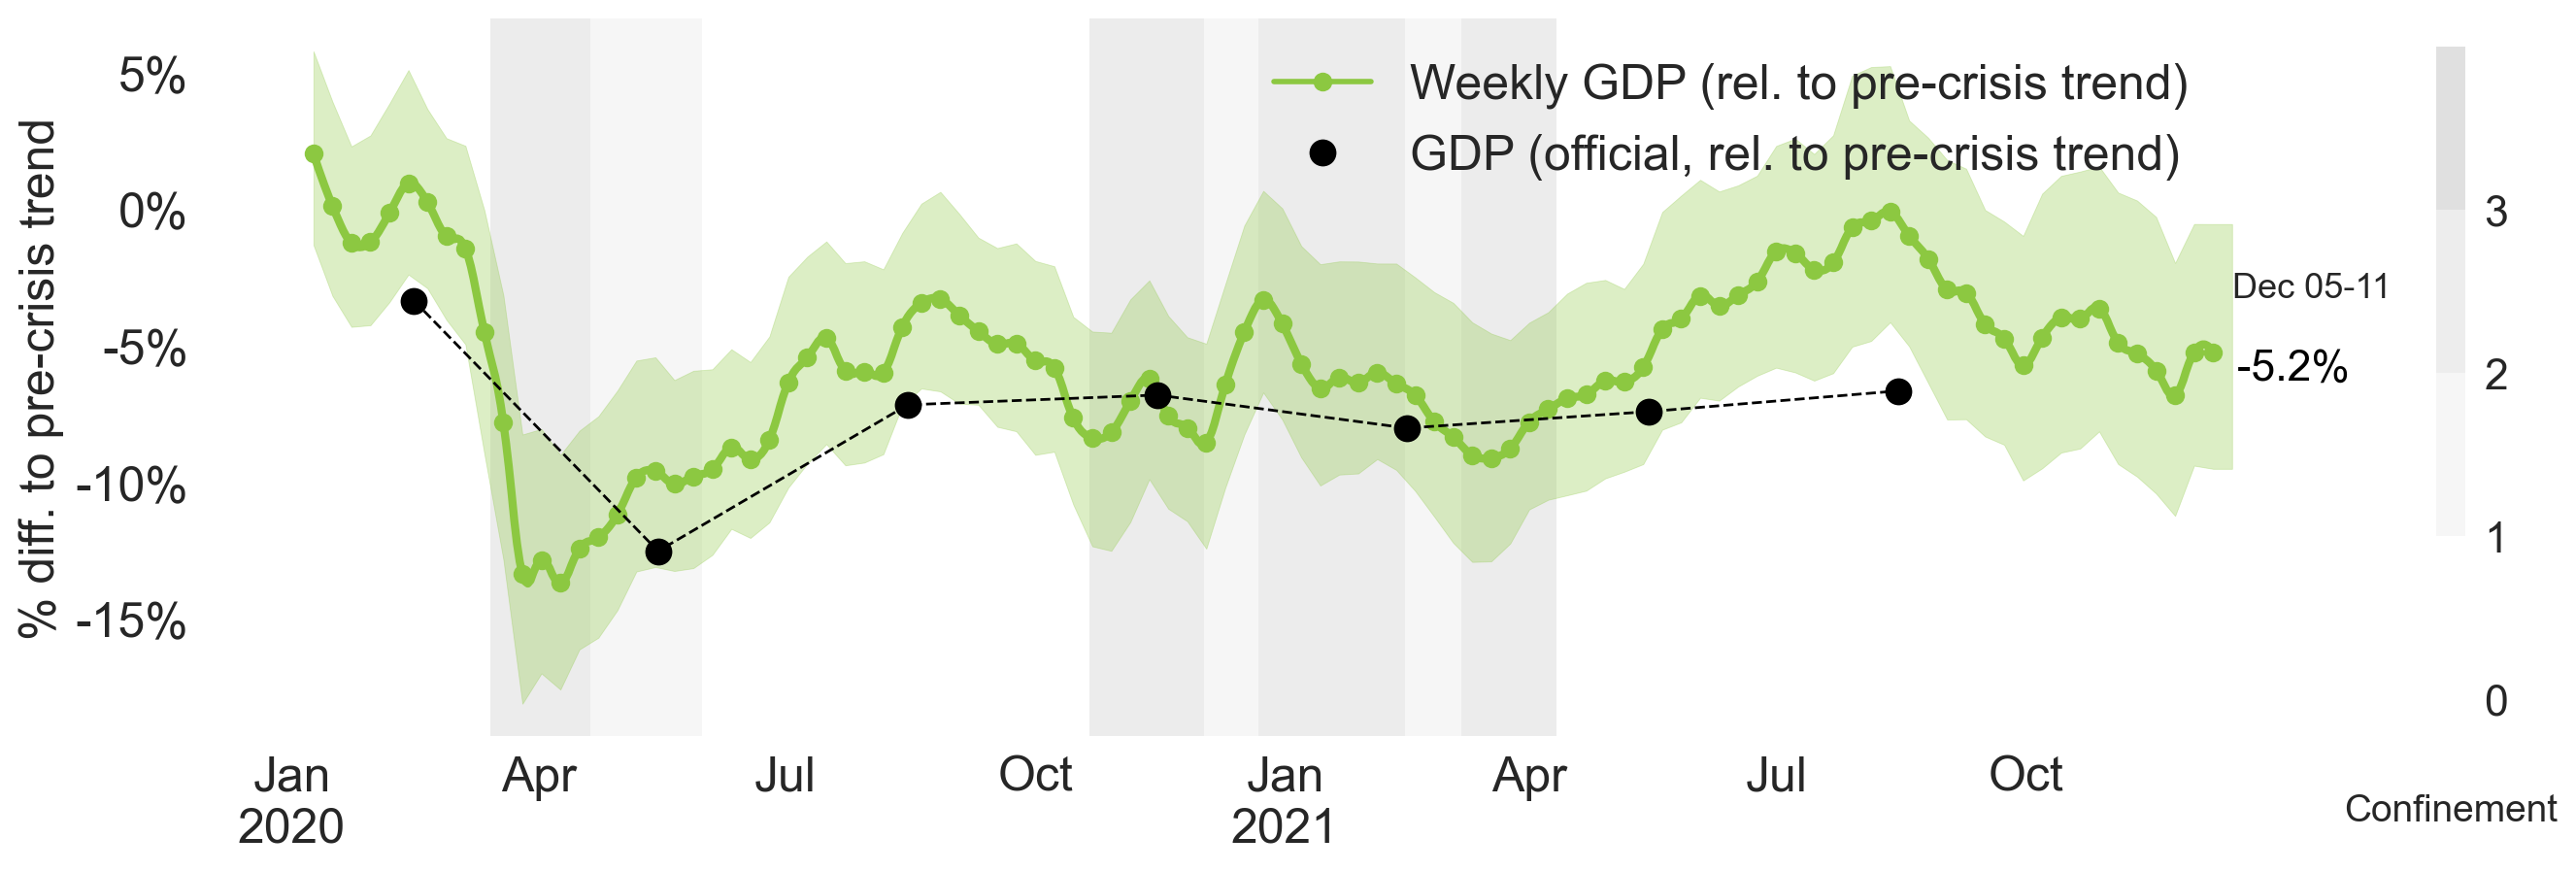 Weekly GDP (rel. to pre-crisis trend)
GDP (official, rel. to pre-crisis trend)
% diff. to pre-crisis trend
5%
0%
-5%
-10%
-15%
Dec 05-11
-5.2%
3
2
1
0
Confinement
Jan Apr Jul Oct Jan Apr Jul Oct
2020 2021